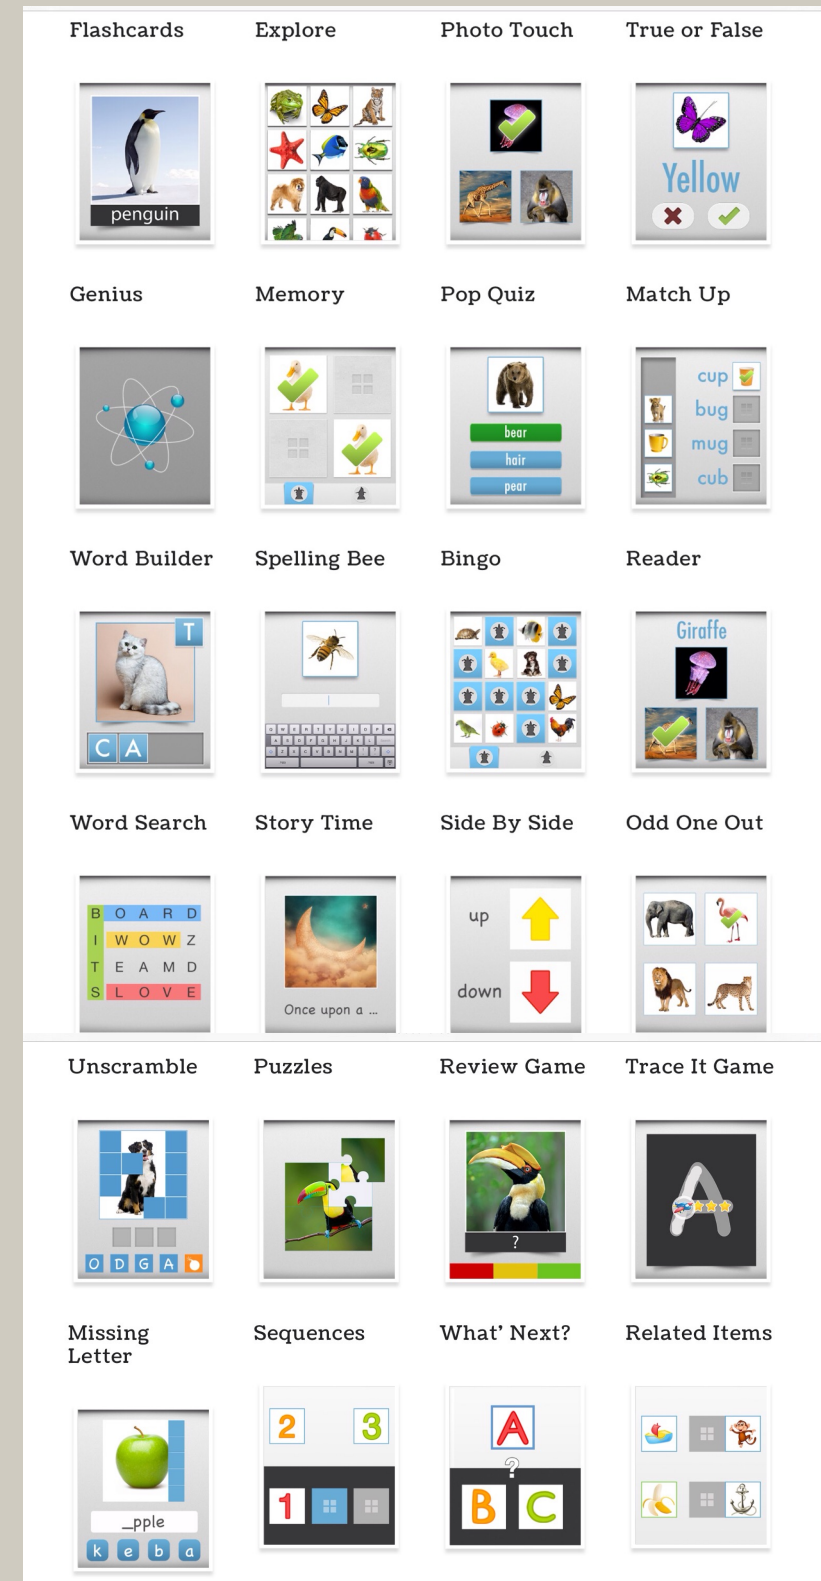 Flashcards
Explore
Photo Touch
True or False
penguin
Yellow
Genius
Memory
Pop Quiz
Match Up
bear
hair
pear
cup
bug
mug
cub
Word Builder
Spelling Bee
Bingo
Reader
T
C A
Giraffe
Word Search
Story Time
Side By Side
Odd One Out
B O A R D
I W O W Z
T E A M D
S L O V E
Once upon a ...
up
down
Unscramble
Puzzles
Review Game
Trace It Game
O D G A
?
A
Missing
Letter
Sequences
What' Next?
Related Items
_pple
k e b a
2 3
1
A
?
B C